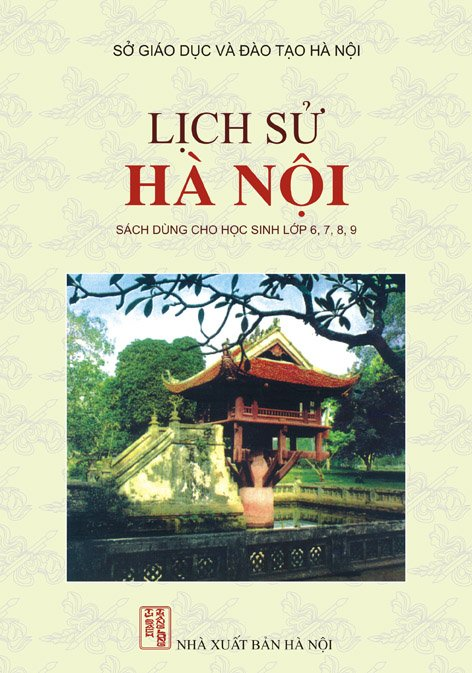 SỞ GIÁO DỤC VÀ ĐÀO TẠO HÀ NỘI
LỊCH SỬ
HÀ NỘI
SÁCH DÙNG CHO HỌC SINH LỚP 6, 7, 8, 9
NHÀ XUẤT BẢN HÀ NỘI